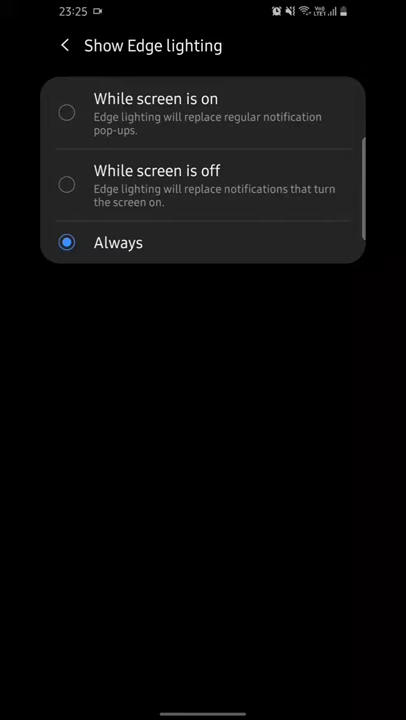 23:25
Show Edge lighting
While screen is on
Edge lighting will replace regular notification
pop-ups.
While screen is off
Edge lighting will replace notifications that turn
the screen on.
Always